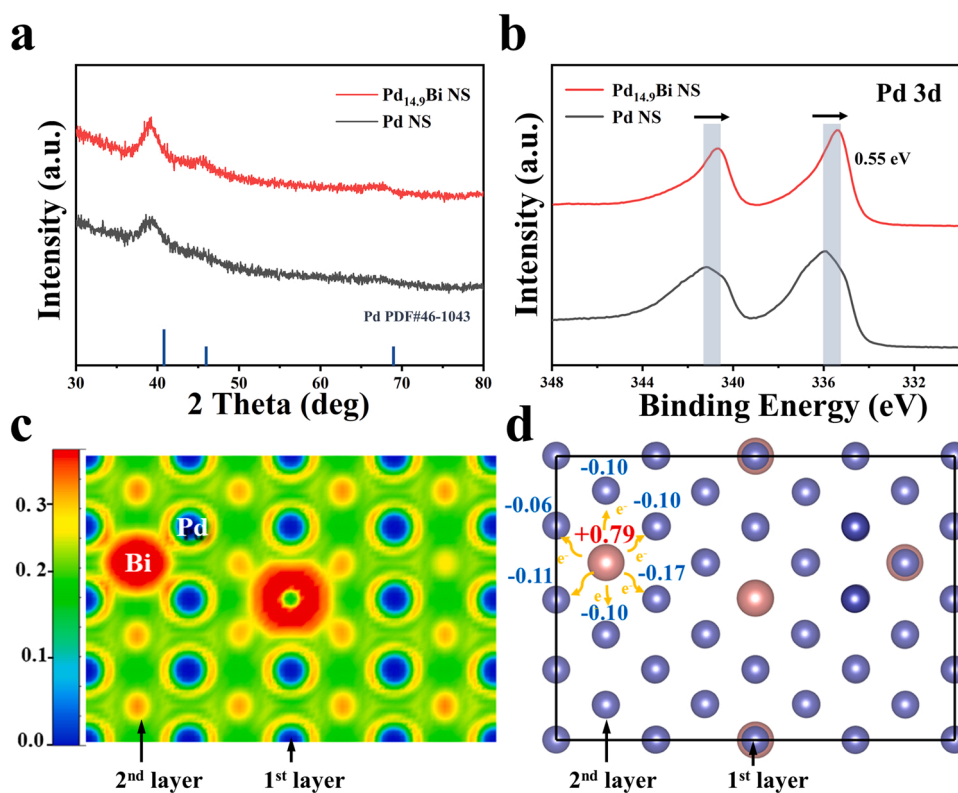 a
Intensity (a.u.)
Pd14.9Bi NS
Pd NS
Pd PDF#46-1043
30 40 50 60 70 80
2 Theta (deg)
b
Intensity (a.u.)
Pd14.9Bi NS
Pd NS
Pd 3d
0.55 eV
348 344 340 336 332
Binding Energy (eV)
c
0.3
0.2
0.1
0.0
Pd
Bi
2nd layer
1st layer
d
-0.10
-0.06
-0.10
e-
+0.79
e-
e-
-0.11
-0.17
e-
e-
e
-0.10
2nd layer
1st layer